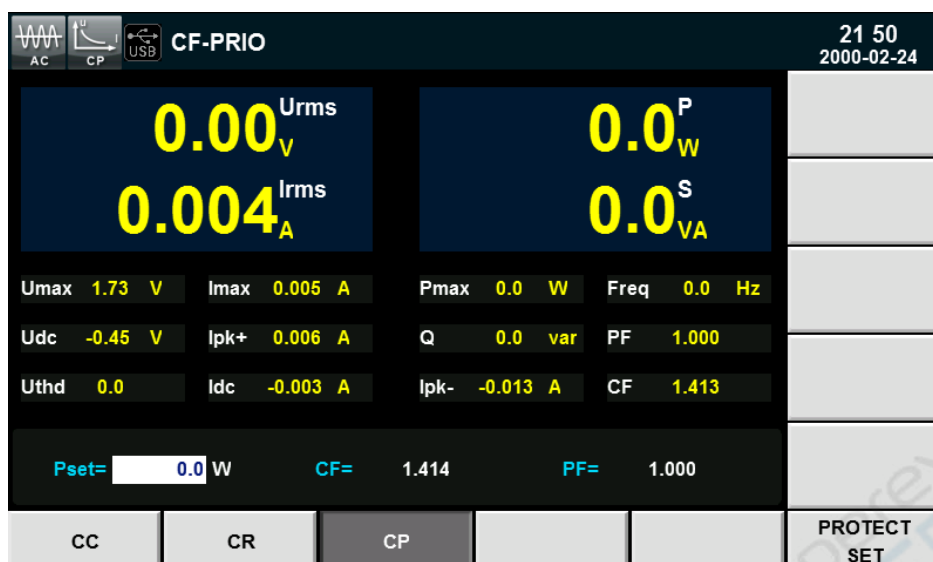 AC CP USB CF-PRIO 21 50
U I 2000-02-24
0.00 Urms V 0.0 P W
0.004 Irms A 0.0 S VA
Umax 1.73 V Imax 0.005 A Pmax 0.0 W Freq 0.0 Hz
Udc -0.45 V Ipk+ 0.006 A Q 0.0 var PF 1.000
Uthd 0.0 Idc -0.003 A Ipk- -0.013 A CF 1.413
Pset= 0.0 W CF= 1.414 PF= 1.000
CC CR CP PROTECT
SET